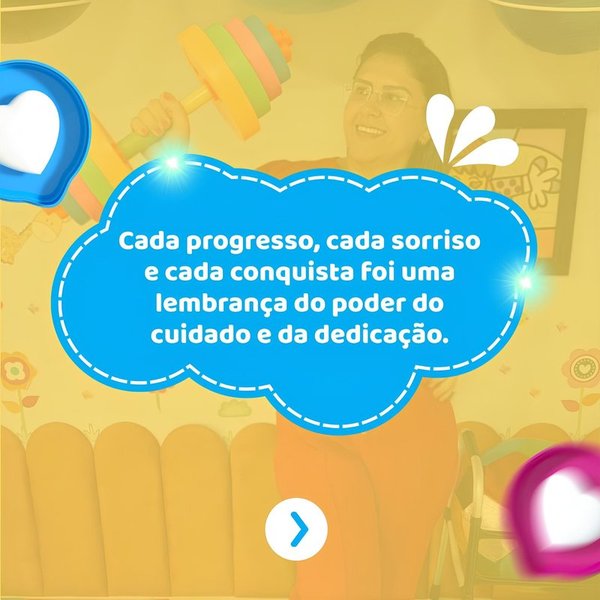 Cada progresso, cada sorriso
e cada conquista foi uma
lembrança do poder do
cuidado e da dedicação.